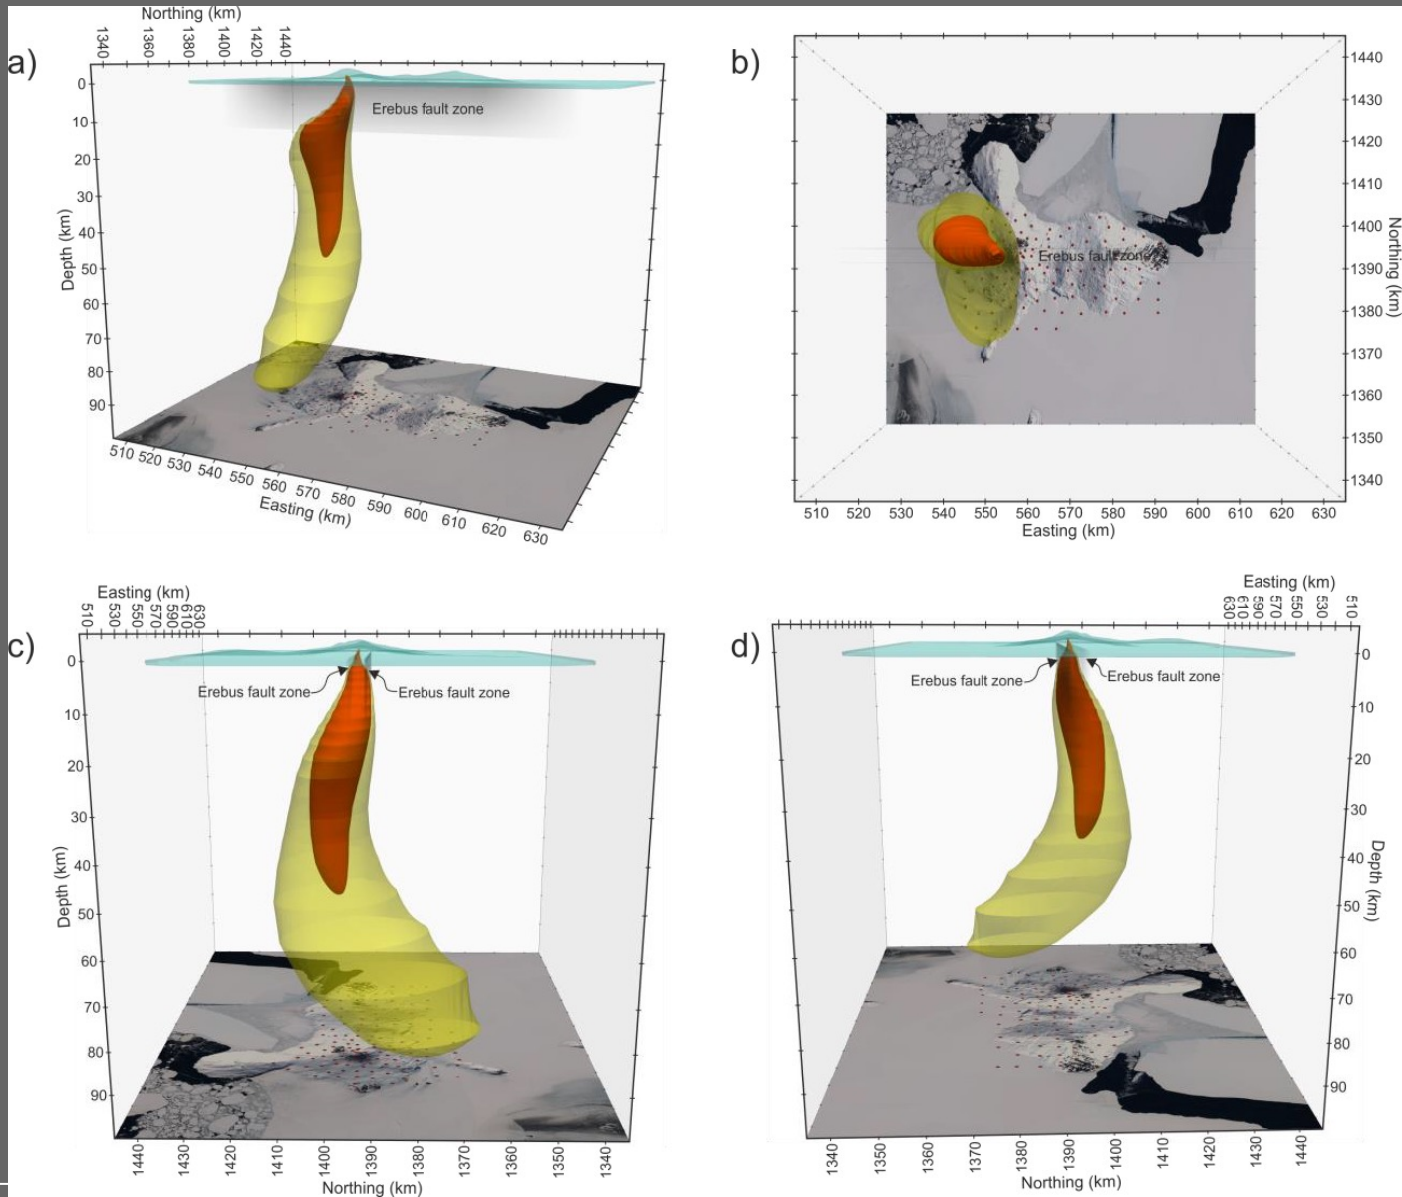 Northing (km)
1340 1360 1380 1400 1420 1440
a)
0
10
20
30
40
50
60
70
80
90
Depth (km)
Erebus fault zone
510 520 530 540 550 560 570 580 590 600 610 620 630
Easting (km)
b)
1440
1430
1420
1410
1400
1390
1380
1370
1360
1350
1340
Northing (km)
Erebus fault zone
510 520 530 540 550 560 570 580 590 600 610 620 630
Easting (km)
Easting (km)
510 530 550 570 590 610 630
c)
0
10
20
30
40
50
60
70
80
90
Depth (km)
Erebus fault zone
Erebus fault zone
1440 1430 1420 1410 1400 1390 1380 1370 1360 1350 1340
Northing (km)
Easting (km)
630 610 590 570 550 530 510
d)
0
10
20
30
40
50
60
70
80
90
Depth (km)
Erebus fault zone
Erebus fault zone
1340 1350 1360 1370 1380 1390 1400 1410 1420 1430 1440
Northing (km)